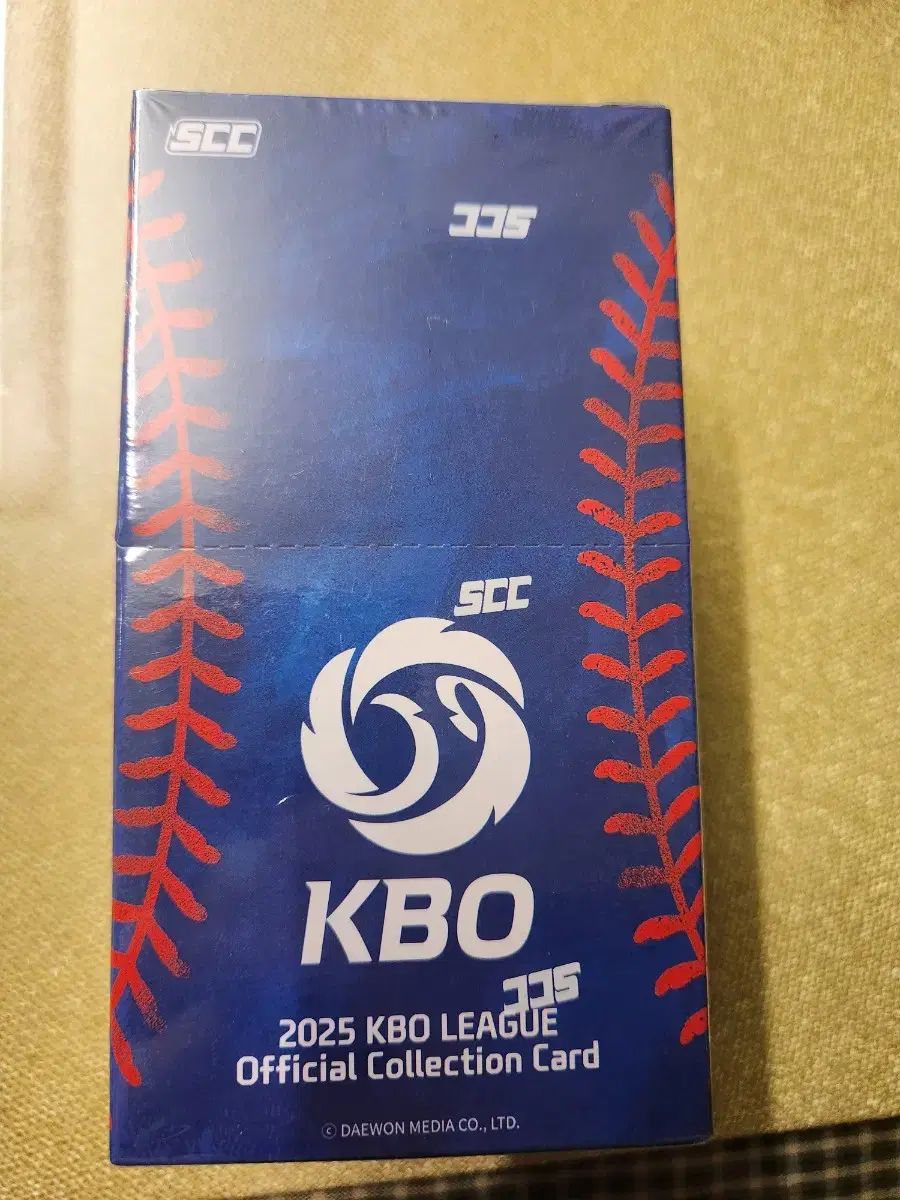 SCC
SCC
SCC
KBO
SCC
2025 KBO LEAGUE
Official Collection Card
© DAEWON MEDIA CO., LTD.